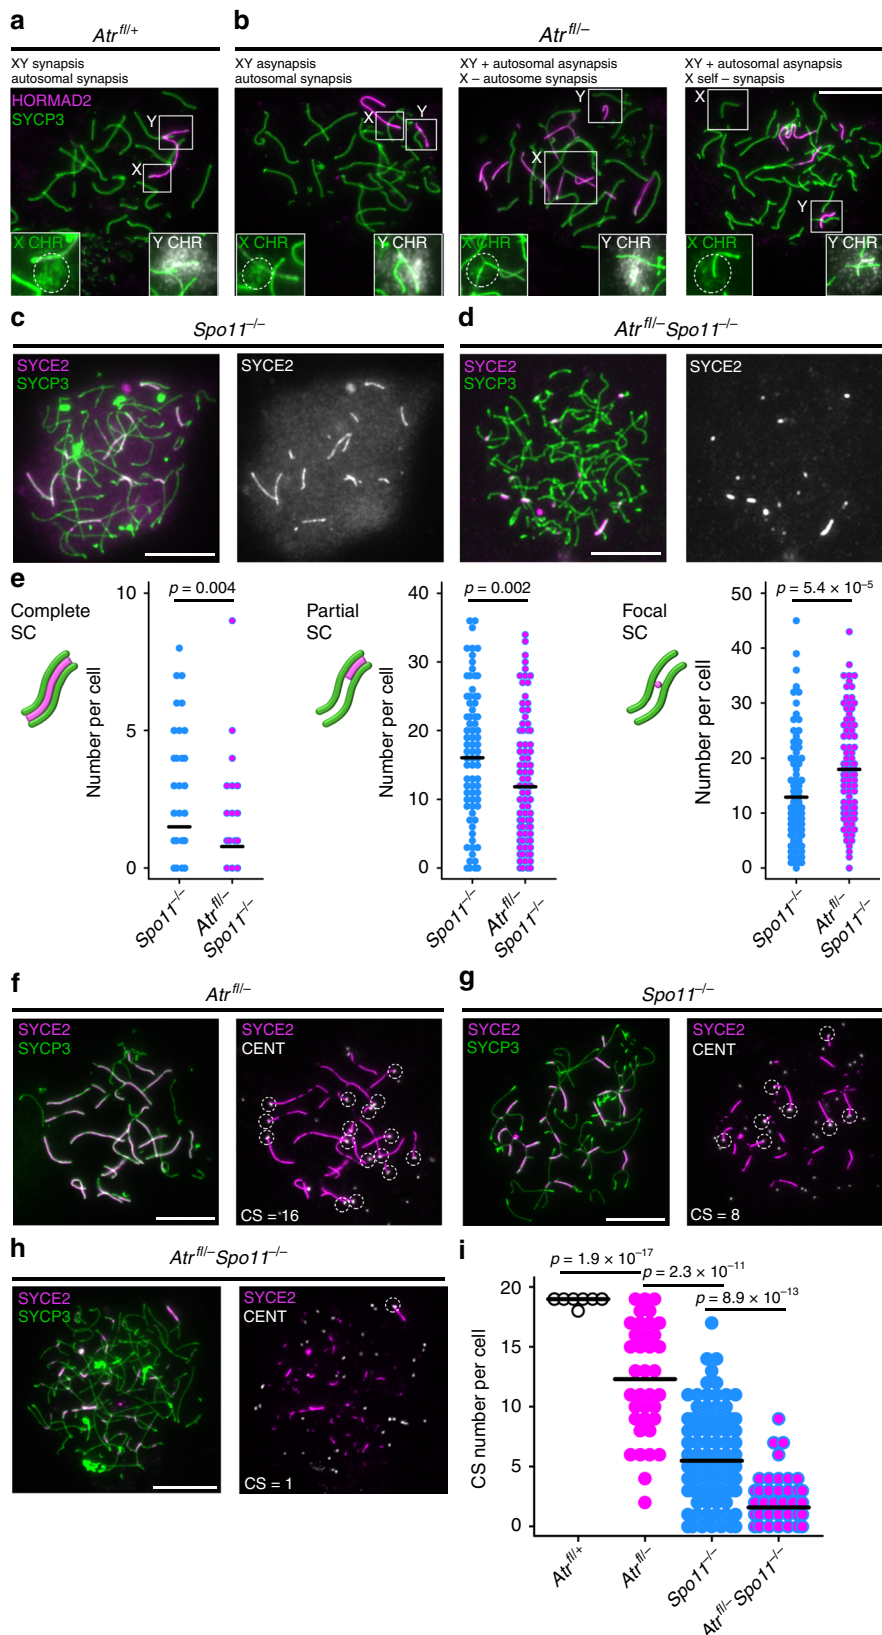 a
Atr fl/+
b
Atr fl/–
XY synapsis
autosomal synapsis
XY asynapsis
autosomal synapsis
XY + autosomal asynapsis
X – autosome synapsis
XY + autosomal asynapsis
X self – synapsis
HORMAD2
SYCP3
Y
X
X CHR
Y CHR
X
Y
X CHR
Y CHR
Y
X
X
Y
X CHR
Y CHR
c
Spo11 –/–
d
Atr fl/– Spo11 –/–
SYCE2
SYCP3
SYCE2
SYCE2
SYCP3
SYCE2
e
Complete
SC
Number per cell
10
5
0
p = 0.004
Spo11 –/–
Atr fl/–
Spo11 –/–
Partial
SC
Number per cell
40
30
20
10
0
p = 0.002
Spo11 –/–
Atr fl/–
Spo11 –/–
Focal
SC
Number per cell
50
40
30
20
10
0
p = 5.4 × 10 –5
Spo11 –/–
Atr fl/–
Spo11 –/–
f
Atr fl/–
g
Spo11 –/–
SYCE2
SYCP3
SYCE2
CENT
CS = 16
SYCE2
SYCP3
SYCE2
CENT
CS = 8
h
Atr fl/– Spo11 –/–
SYCE2
SYCP3
SYCE2
CENT
CS = 1
i
p = 1.9 × 10 –17
p = 2.3 × 10 –11
p = 8.9 × 10 –13
CS number per cell
20
15
10
5
0
Atr fl/+
Atr fl/–
Spo11 –/–
Atr fl/– Spo11 –/–